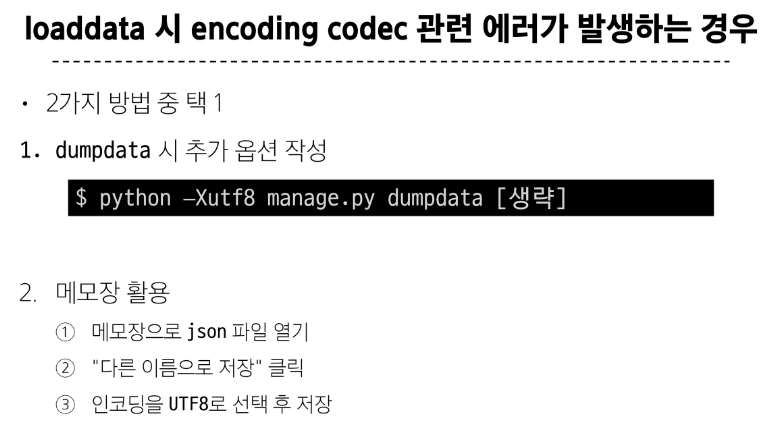 loaddata 시 encoding codec 관련 에러가 발생하는 경우
• 2가지 방법 중 택 1
1. dumpdata 시 추가 옵션 작성
$ python –Xutf8 manage.py dumpdata [생략]
2. 메모장 활용
① 메모장으로 json 파일 열기
② "다른 이름으로 저장" 클릭
③ 인코딩을 UTF8로 선택 후 저장